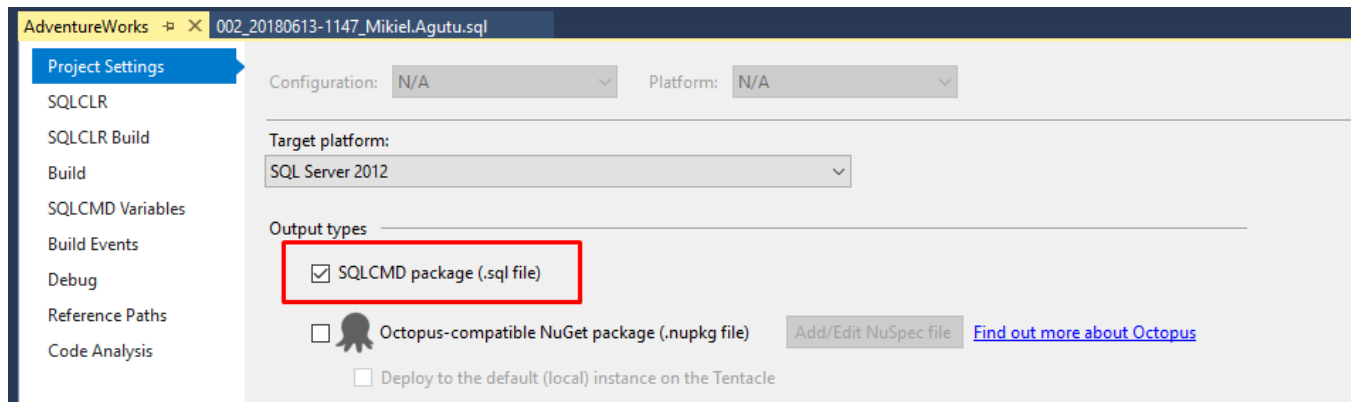 AdventureWorks 002_20180613-1147_Mikiel.Agutu.sql
Project Settings
SQLCLR
SQLCLR Build
Build
SQLCMD Variables
Build Events
Debug
Reference Paths
Code Analysis
Configuration: N/A Platform: N/A
Target platform:
SQL Server 2012
Output types
SQLCMD package (.sql file)
Octopus-compatible NuGet package (.nupkg file) Add/Edit NuSpec file Find out more about Octopus
Deploy to the default (local) instance on the Tentacle